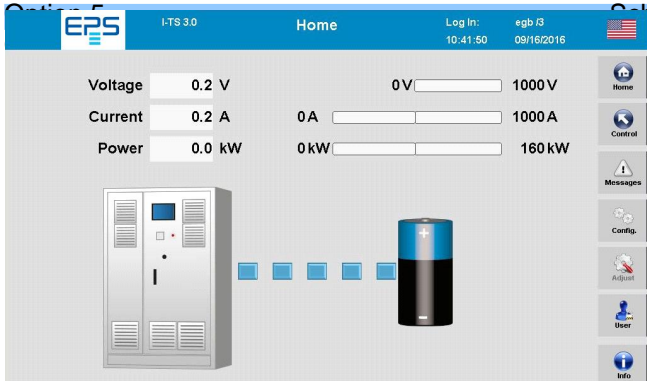 EPS
I-TS 3.0
Home
Log In:
egb /3
10:41:50
09/16/2016
Voltage
0.2 V
0 V
1000 V
Current
0.2 A
0 A
1000 A
Power
0.0 kW
0 kW
160 kW
+
-
Home
Control
Messages
Config.
Adjust
User
Info